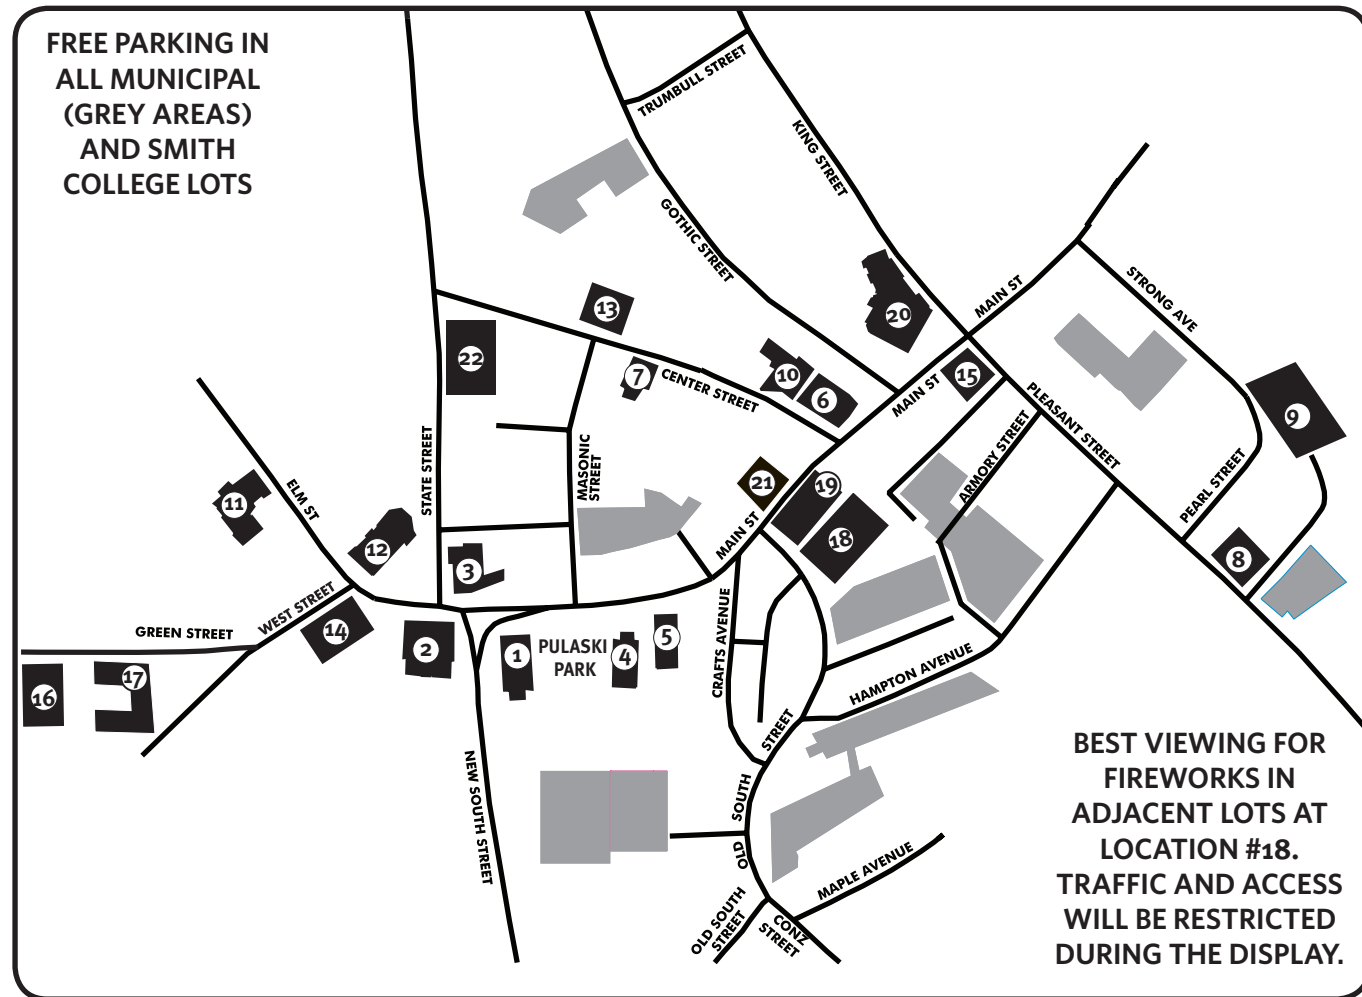 FREE PARKING IN
ALL MUNICIPAL
(GREY AREAS)
AND SMITH
COLLEGE LOTS
TRUMBULL STREET
KING STREET
GOTHIC STREET
MAIN ST
STRONG AVE
13
20
22
7
CENTER STREET
10
6
MAIN ST
15
PLEASANT STREET
9
ARMORY STREET
STATE STREET
MASONIC
STREET
PEARL STREET
11
ELM ST
12
21
19
18
MAIN ST
3
8
WEST STREET
GREEN STREET
14
2
1
PULASKI
PARK
4
5
CRAFTS AVENUE
HAMPTON AVENUE
16
17
NEW SOUTH STREET
OLD SOUTH STREET
MAPLE AVENUE
OLD SOUTH
STREET
CONZ
STREET
BEST VIEWING FOR
FIREWORKS IN
ADJACENT LOTS AT
LOCATION #18.
TRAFFIC AND ACCESS
WILL BE RESTRICTED
DURING THE DISPLAY.